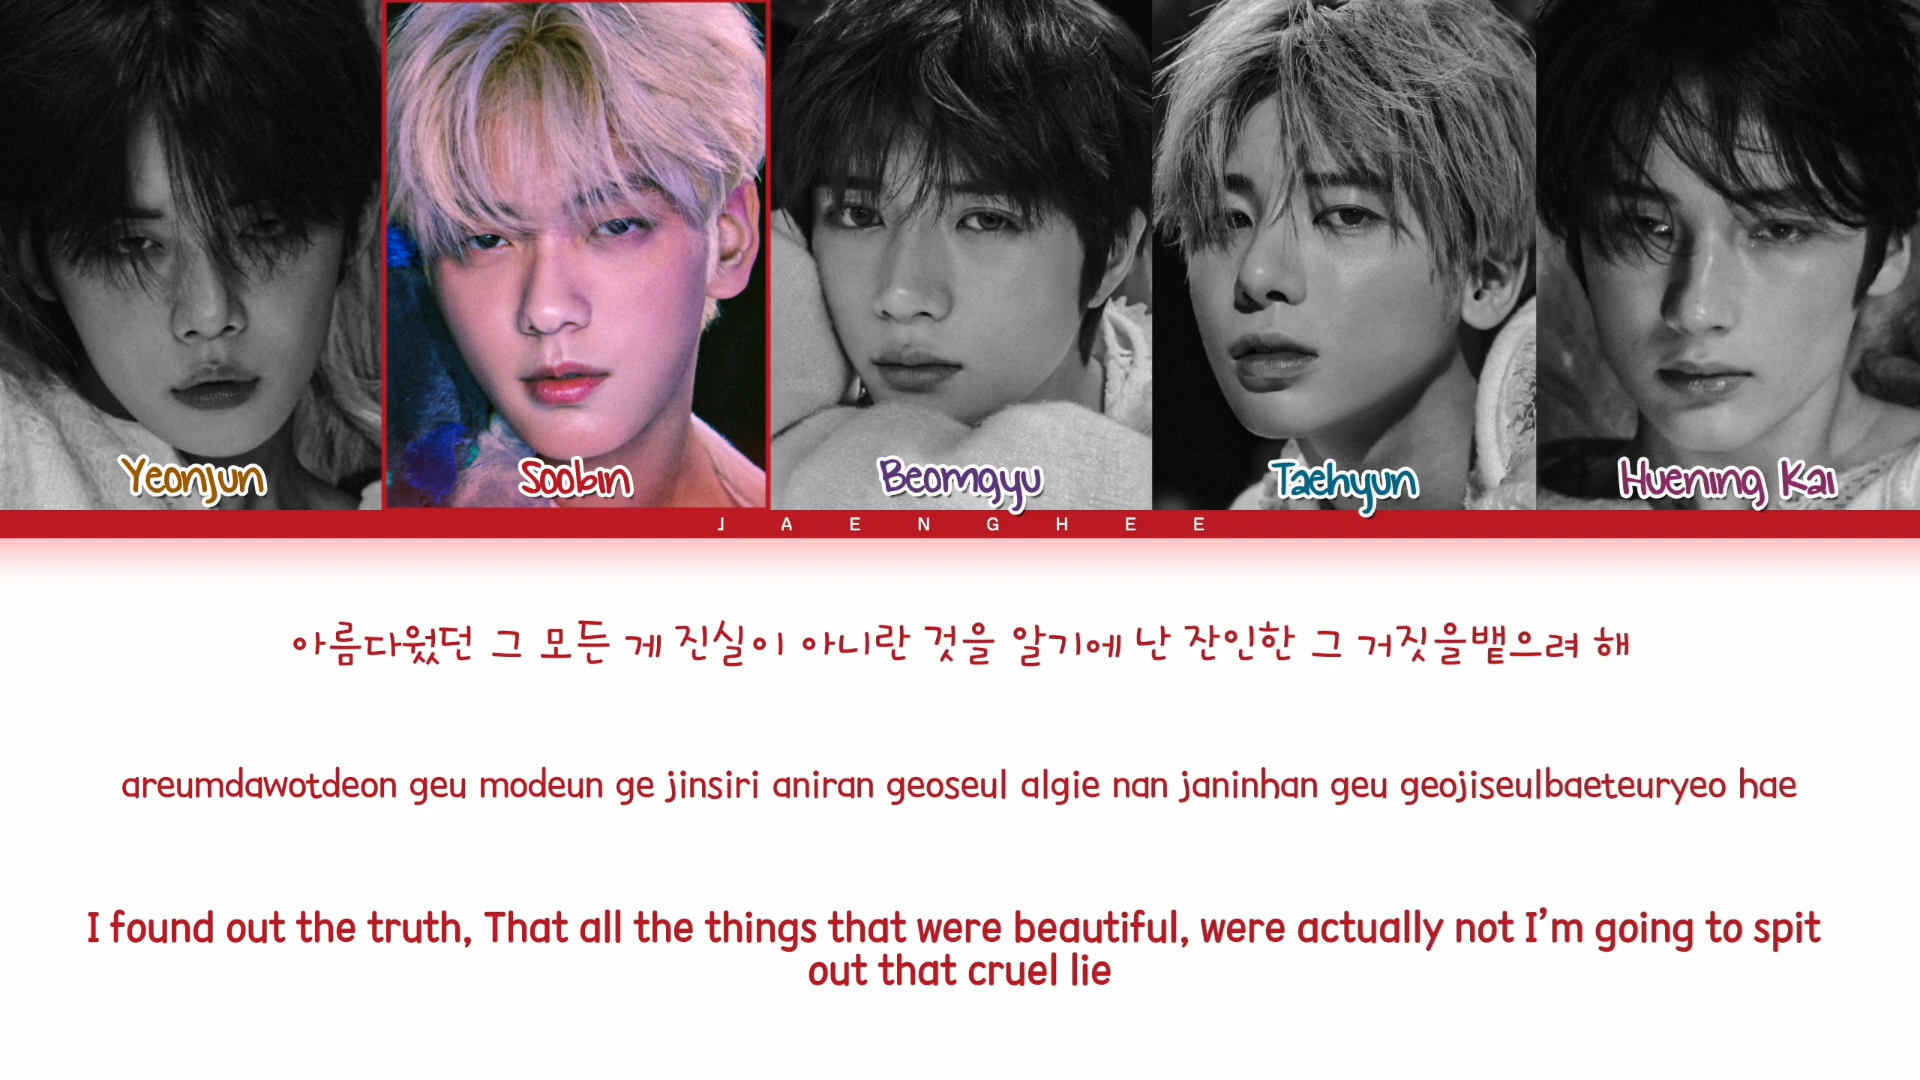 Yeonjun Soobin Beomgyu Taehyun Huening Kai
JAENGHEE
아름다웠던 그 모든 게 진실이 아니란 것을 알기에 난 잔인한 그 거짓을뱉으려 해
areumdawotdeon geu modeun ge jinsiri aniran geoseul algie nan janinhan geu geojiseulbaeteuryeo hae
I found out the truth, That all the things that were beautiful, were actually not I’m going to spit
out that cruel lie